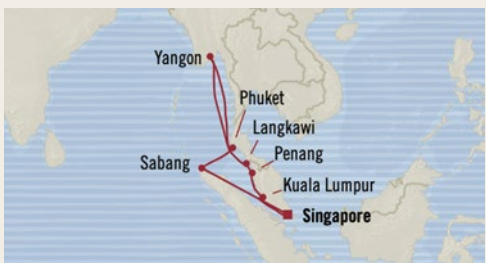 Yangon
Phuket
Langkawi
Penang
Sabang
Kuala Lumpur
Singapore